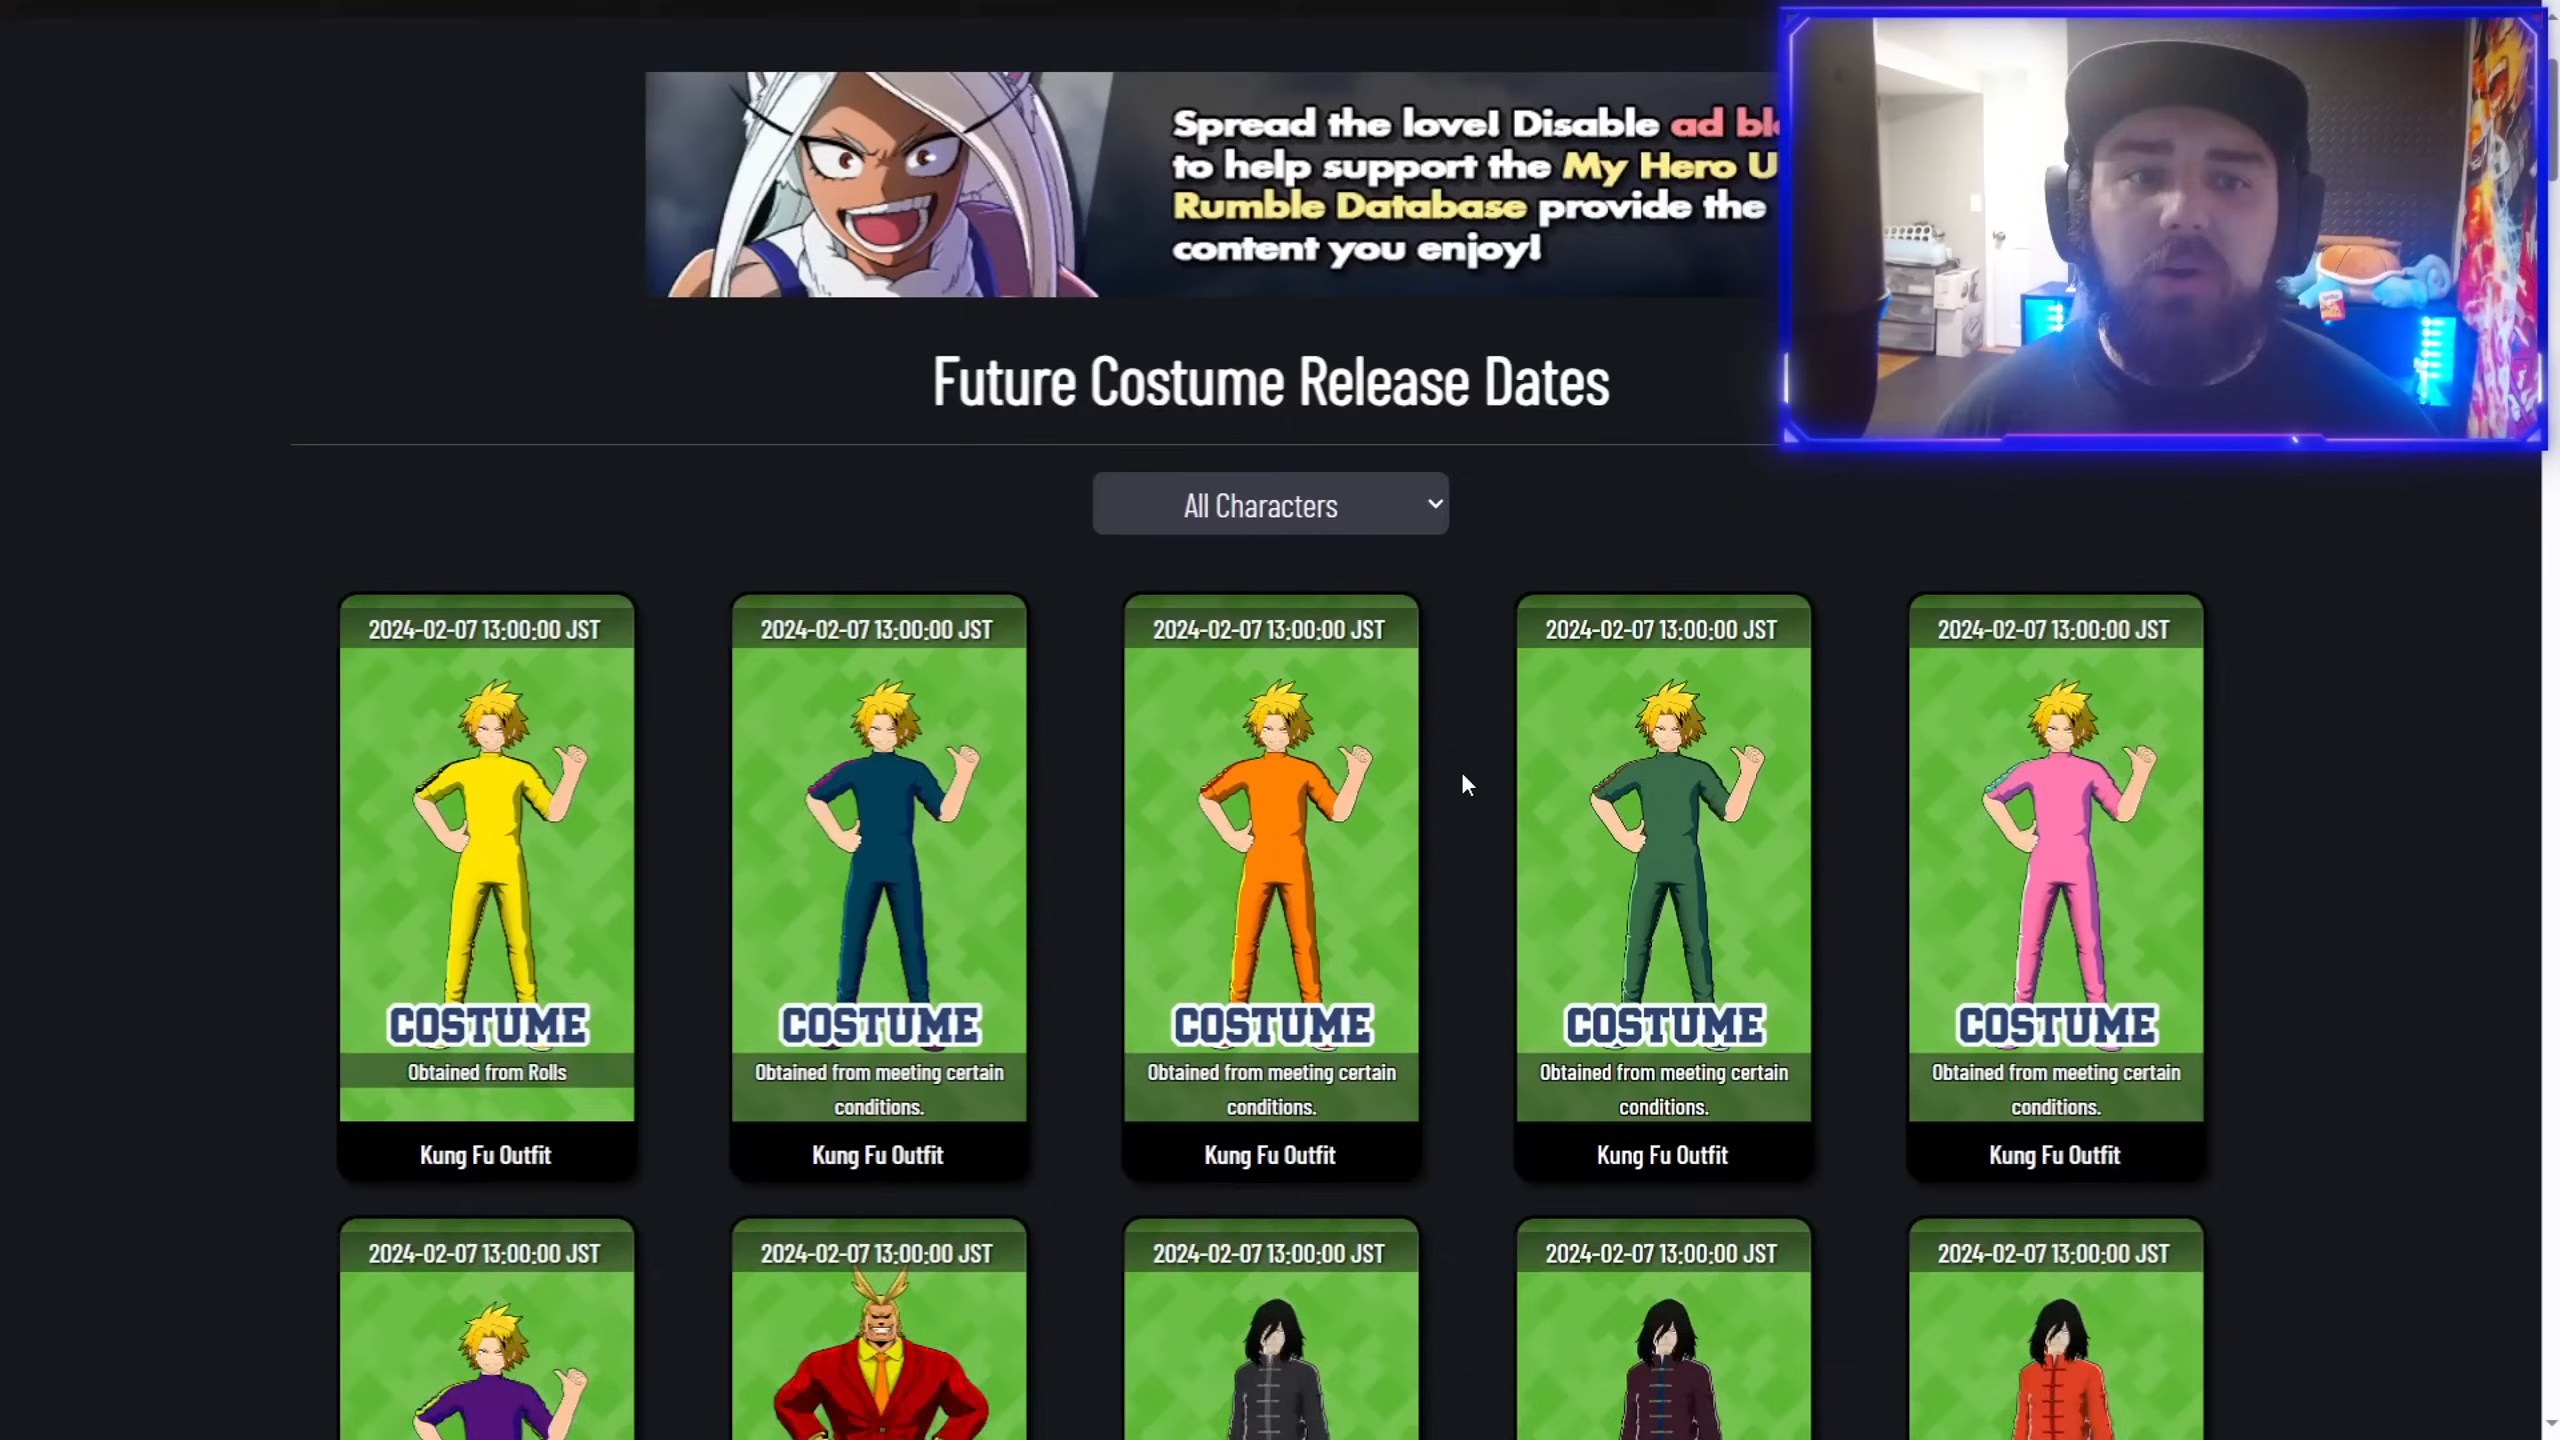 Spread the love! Disable ad
to help support the My Hero U
Rumble Database provide the
content you enjoy!
Future Costume Release Dates
All Characters
2024-02-07 13:00:00 JST
2024-02-07 13:00:00 JST
2024-02-07 13:00:00 JST
2024-02-07 13:00:00 JST
2024-02-07 13:00:00 JST
COSTUME
COSTUME
COSTUME
COSTUME
COSTUME
Obtained from Rolls
Obtained from meeting certain
conditions.
Obtained from meeting certain
conditions.
Obtained from meeting certain
conditions.
Obtained from meeting certain
conditions.
Kung Fu Outfit
Kung Fu Outfit
Kung Fu Outfit
Kung Fu Outfit
Kung Fu Outfit
2024-02-07 13:00:00 JST
2024-02-07 13:00:00 JST
2024-02-07 13:00:00 JST
2024-02-07 13:00:00 JST
2024-02-07 13:00:00 JST